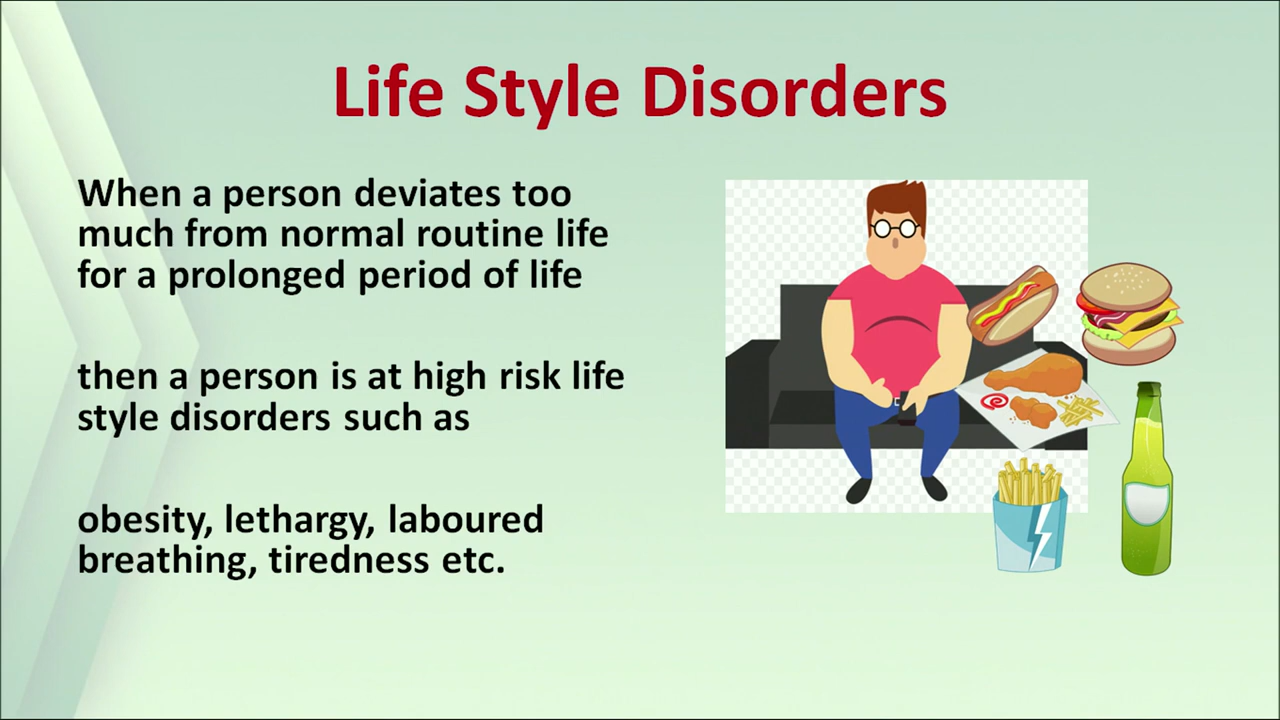 Life Style Disorders
When a person deviates too
much from normal routine life
for a prolonged period of life
then a person is at high risk life
style disorders such as
obesity, lethargy, laboured
breathing, tiredness etc.